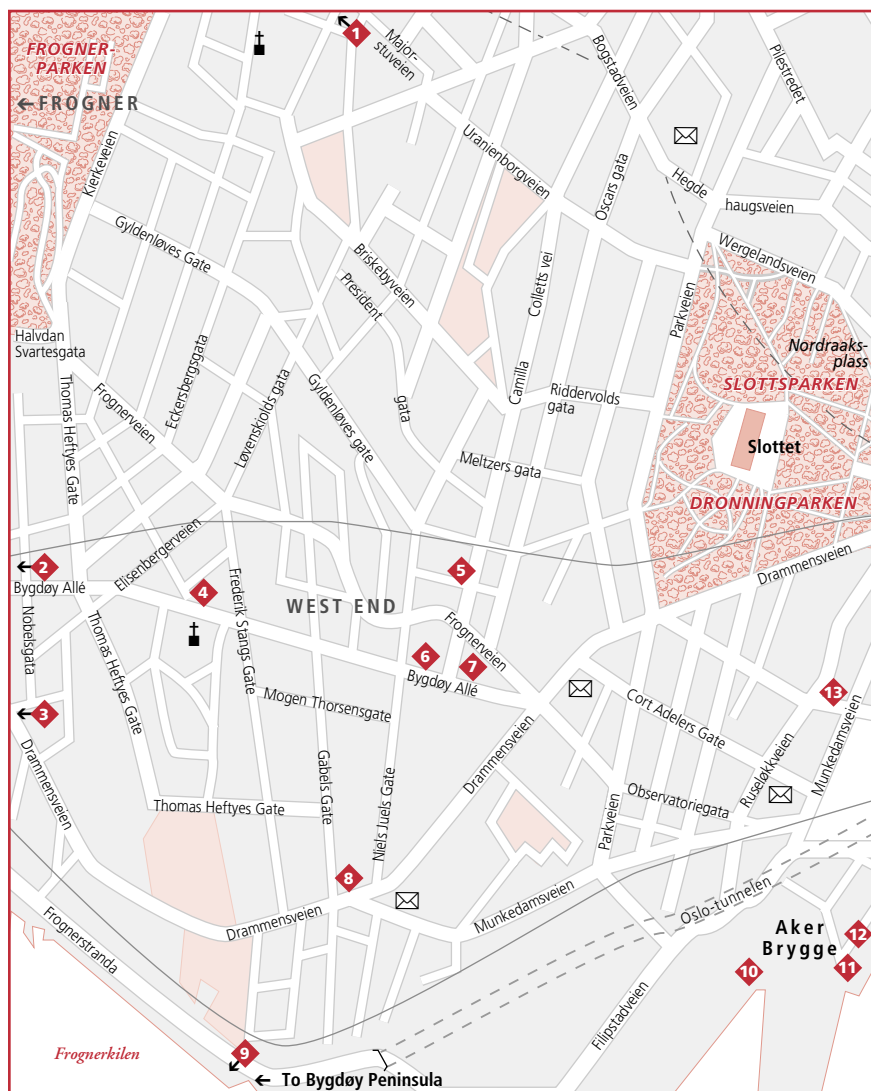 FROGNER-
PARKEN
FROGNER
1
Major-
stuveien
Bogstadveien
Pilestredet
Kierkeveien
Uranienborgveien
Oscars gata
Hegde
haugsveien
Wergelandsveien
Gyldenløves Gate
Briskebyveien
President
gata
Colletts vei
Camilla
Parkveien
Nordraaks-
plass
SLOTTSPARKEN
Slottet
DRONNINGPARKEN
Halvdan
Svartesgata
Thomas Heftyes Gate
Frognerveien
Eckersbergsgata
Løvenskiolds gata
Gyldenløves gate
Riddervolds
gata
Meltzers gata
Drammensveien
2
Bygdøy Allé
Elisenbergerveien
4
5
WEST END
Nobelsgata
Thomas Heftyes Gate
Frederik Stangs Gate
Frognerveien
6
7
Bygdøy Allé
3
Mogen Thorsensgate
Cort Adelers Gate
13
Drammensveien
Drammensveien
Gabels Gate
Niels Juels Gate
Ruseløkkveien
Munkedamsveien
Thomas Heftyes Gate
Observatoriegata
Parkveien
8
Drammensveien
Munkedamsveien
Oslo-tunnelen
Frognerstranda
Aker
Brygge
12
11
10
Filipstadveien
Frognerkilen
9
To Bygdøy Peninsula